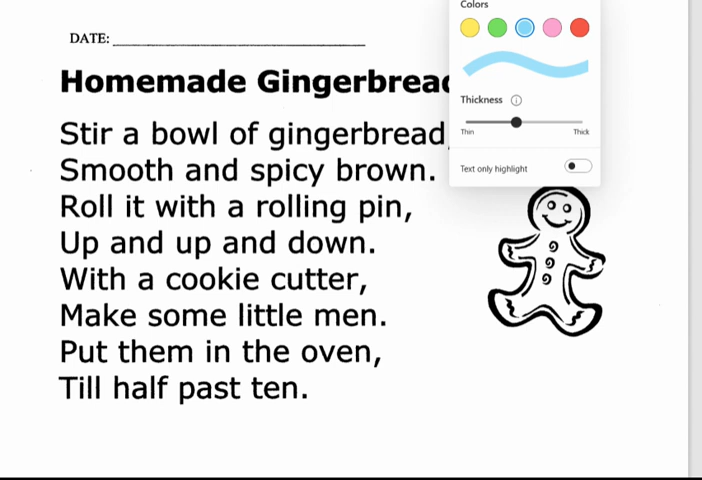 Colors
DATE:
Homemade
Thickness
Stir a bowl of gingerbread
Thin Thick
Smooth and spicy brown.
Text only highlight
Roll it with a rolling pin,
Up and up and down.
With a cookie cutter,
Make some little men.
Put them in the oven,
Till half past ten.